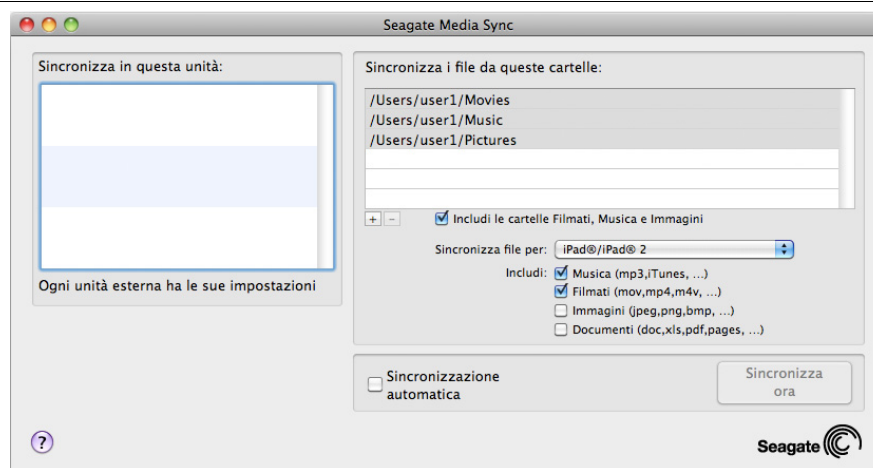 Seagate Media Sync
Sincronizza in questa unità:
Ogni unità esterna ha le sue impostazioni
Sincronizza i file da queste cartelle:
/Users/user1/Movies
/Users/user1/Music
/Users/user1/Pictures
+ −
Includi le cartelle Filmati, Musica e Immagini
Sincronizza file per: iPad®/iPad® 2
Includi: Musica (mp3,iTunes, ...)
Filmati (mov,mp4,m4v, ...)
Immagini (jpeg,png,bmp, ...)
Documenti (doc,xls,pdf,pages, ...)
Sincronizzazione
automatica
Sincronizza
ora
?
Seagate